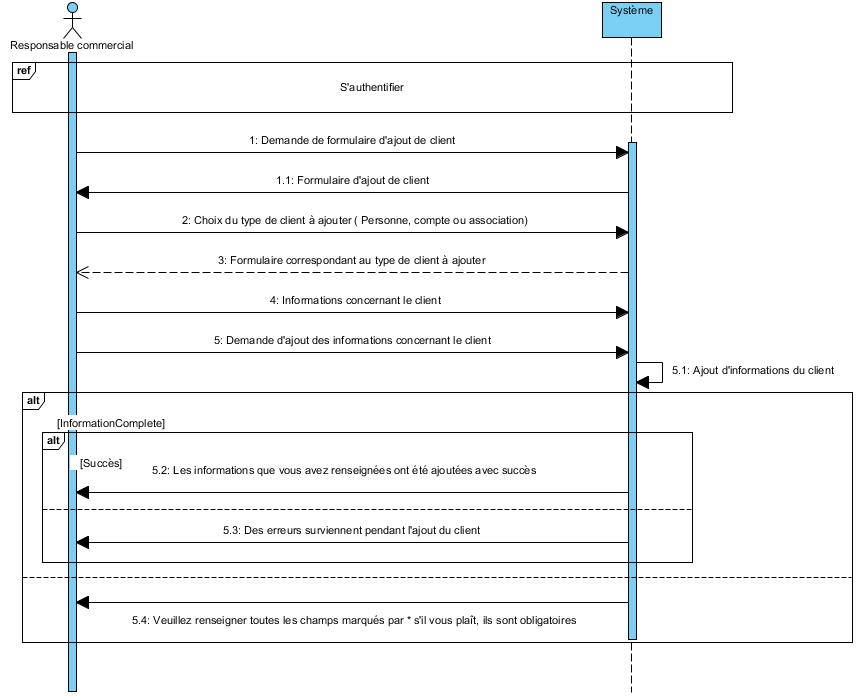 Système
Responsable commercial
ref
S'authentifier
1: Demande de formulaire d'ajout de client
1.1: Formulaire d'ajout de client
2: Choix du type de client à ajouter ( Personne, compte ou association)
3: Formulaire correspondant au type de client à ajouter
4: Informations concernant le client
5: Demande d'ajout des informations concernant le client
5.1: Ajout d'informations du client
alt
[InformationComplete]
alt
[Succès]
5.2: Les informations que vous avez renseignées ont été ajoutées avec succès
5.3: Des erreurs surviennent pendant l'ajout du client
5.4: Veuillez renseigner toutes les champs marqués par * s'il vous plaît, ils sont obligatoires